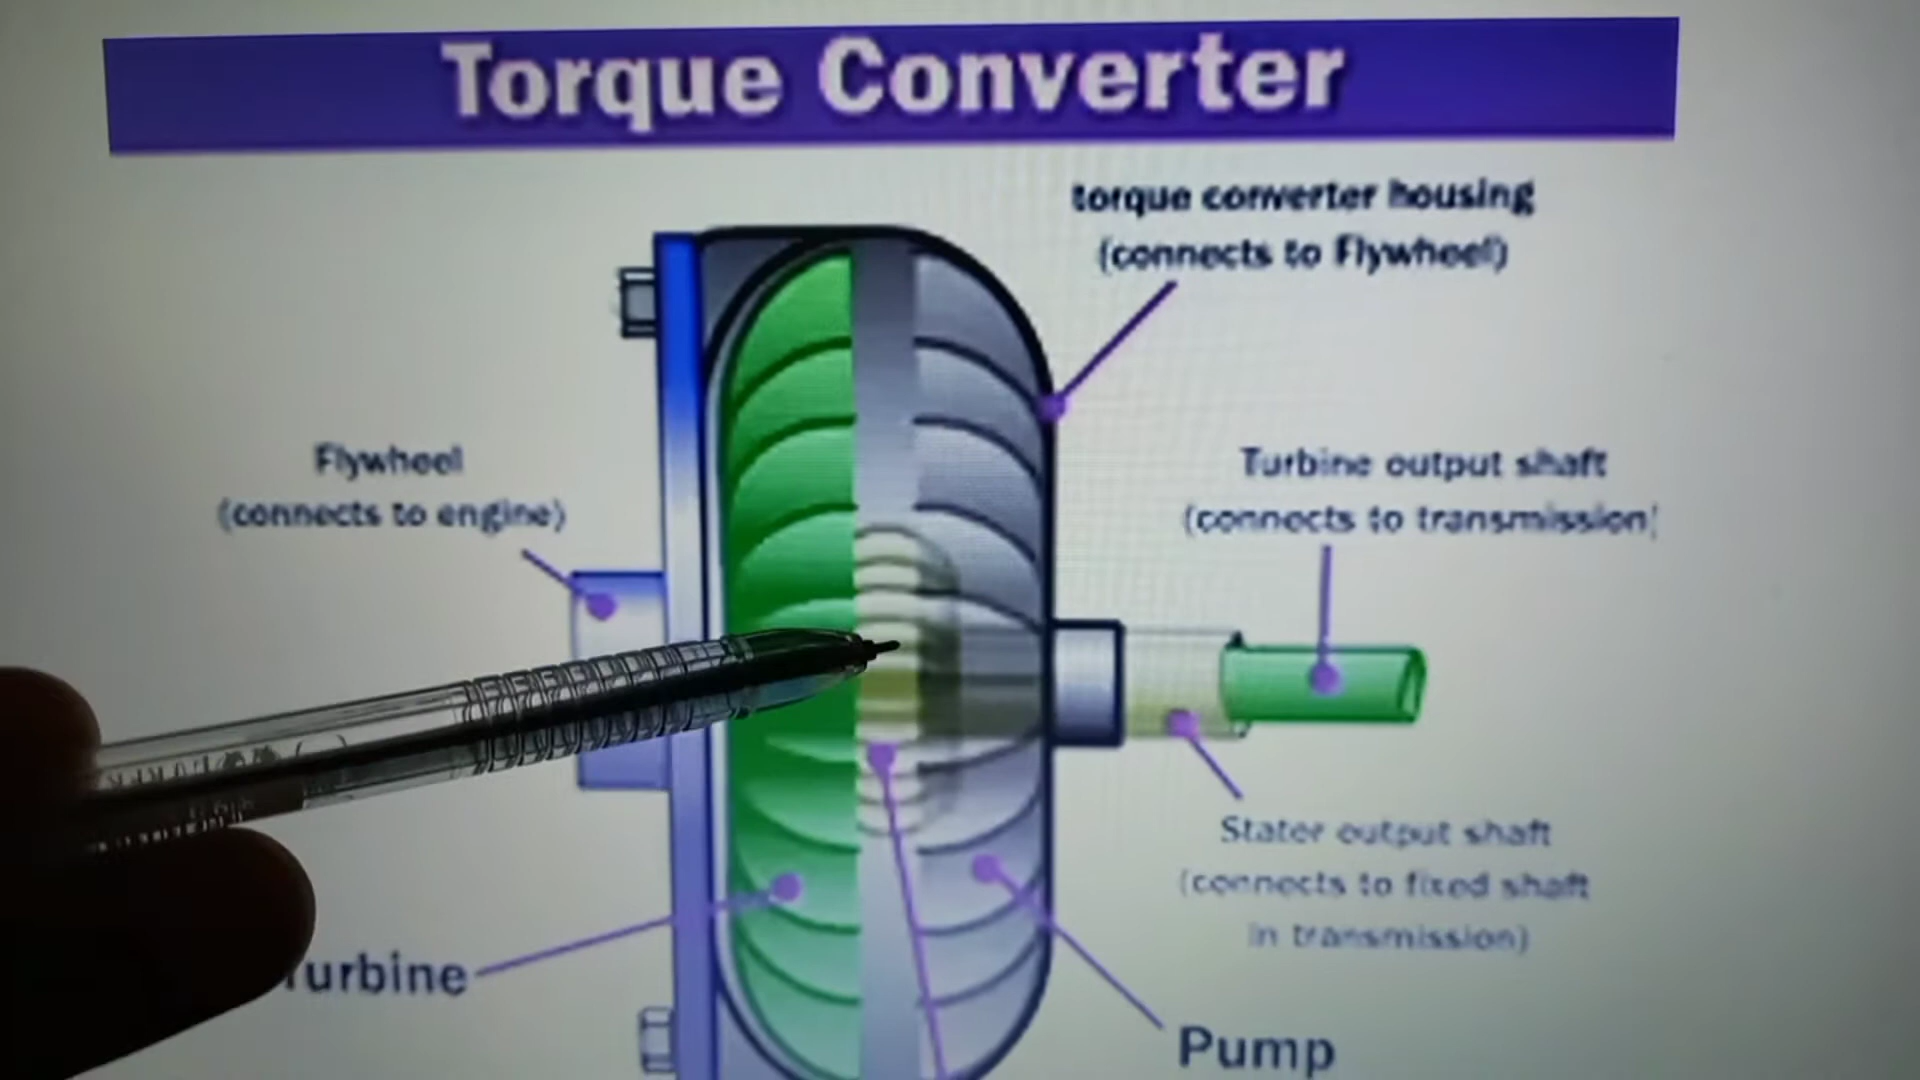 Torque Converter
torque converter housing
(connects to Flywheel)
Flywheel
(connects to engine)
Turbine output shaft
(connects to transmission)
Stater output shaft
(connects to fixed shaft
in transmission)
Turbine
Pump